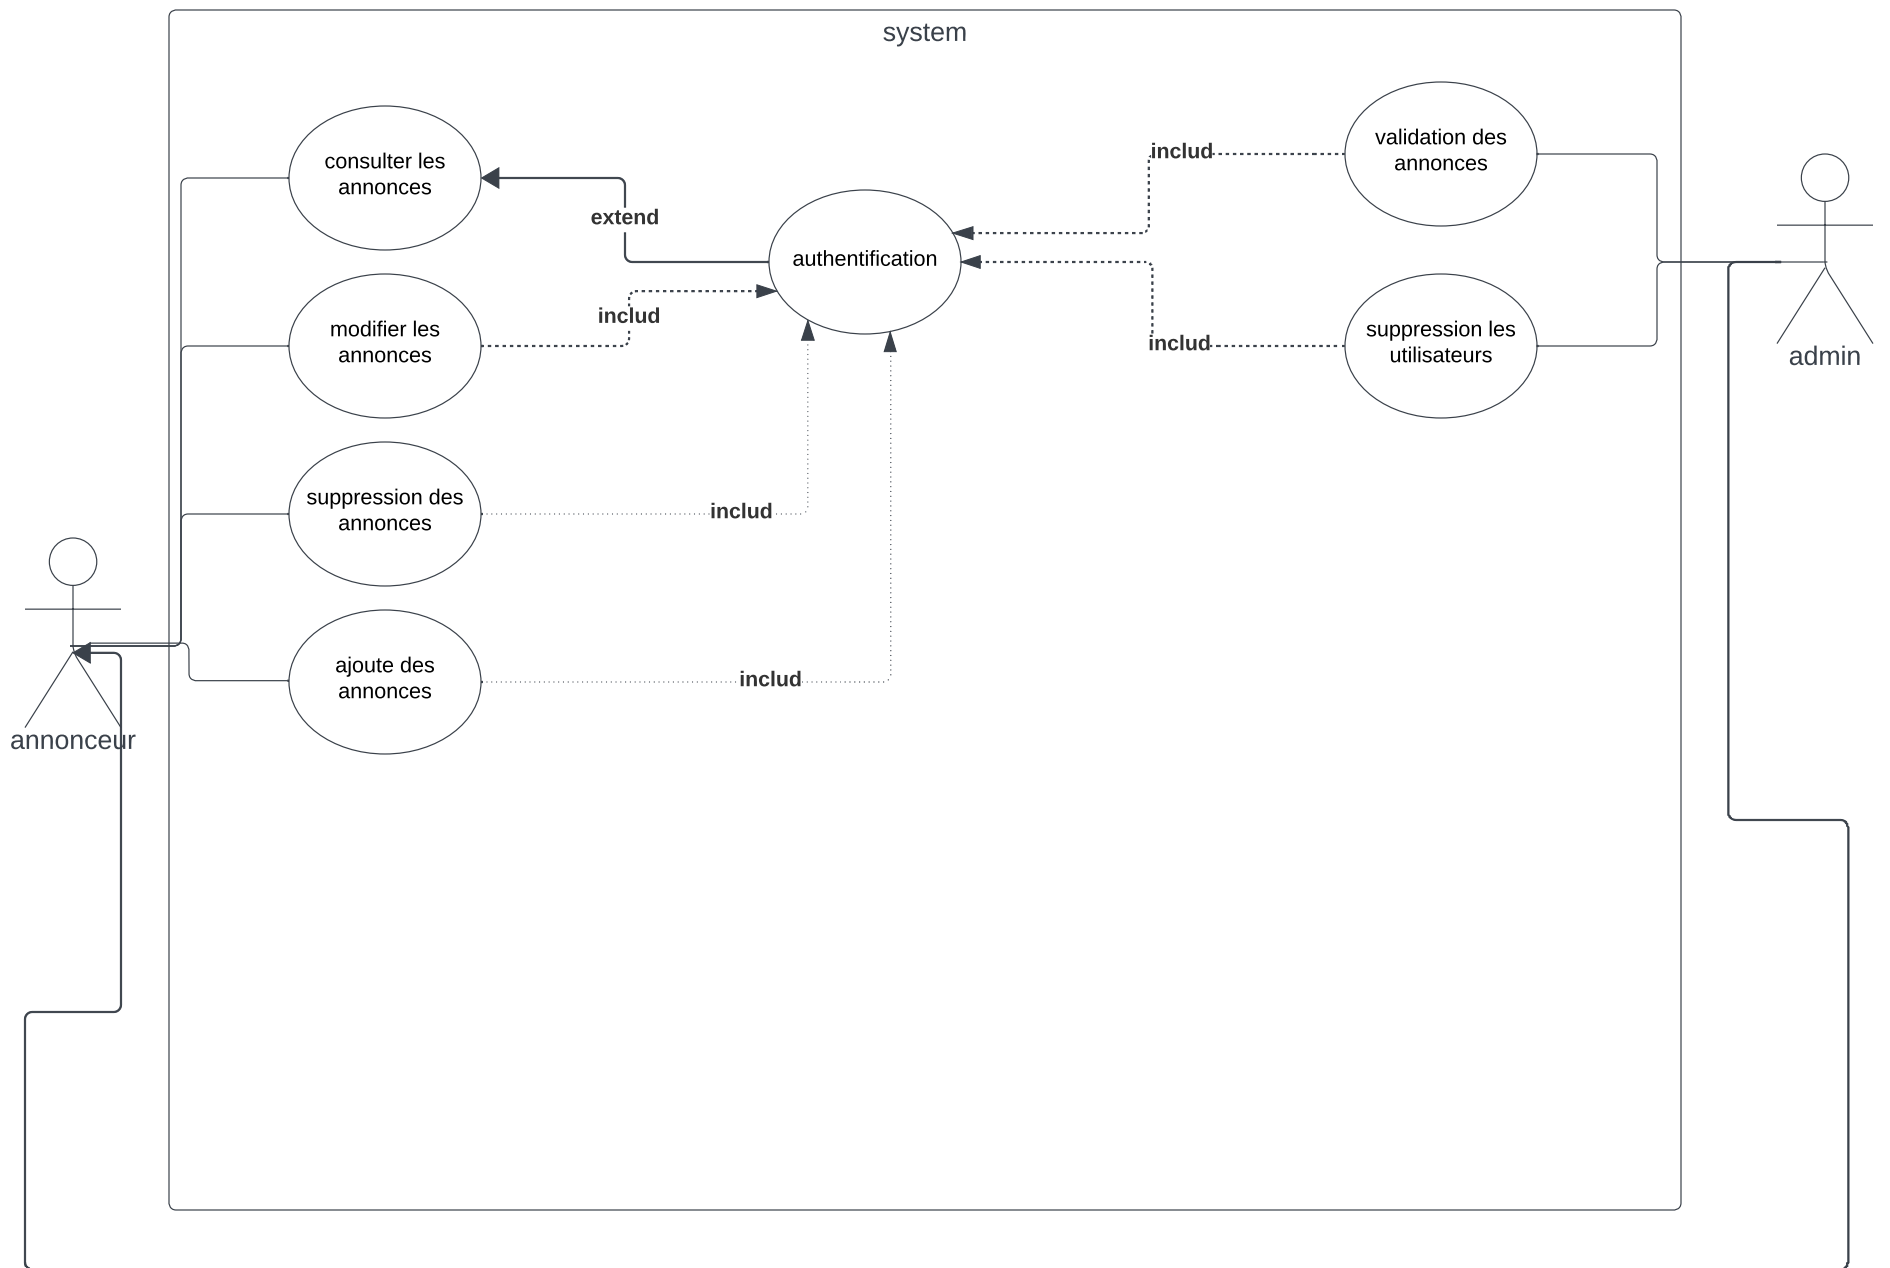 system
consulter les
annonces
extend
authentification
includ
validation des
annonces
modifier les
annonces
includ
includ
suppression les
utilisateurs
admin
suppression des
annonces
includ
ajoute des
annonces
includ
annonceur